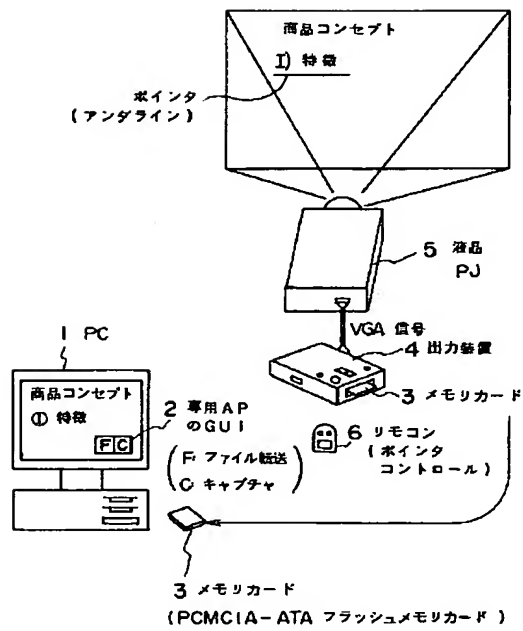 商品コンセプト
I) 特徴
ポインタ
(アンダライン)
5 液晶
PJ
VGA 信号
4 出力装置
3 メモリカード
6 リモコン
(ポインタ
コントロール)
1 PC
商品コンセプト
① 特徴
F C
2 専用AP
のGUI
(F ファイル転送
C キャプチャ)
3 メモリカード
(PCMCIA-ATA フラッシュメモリカード)